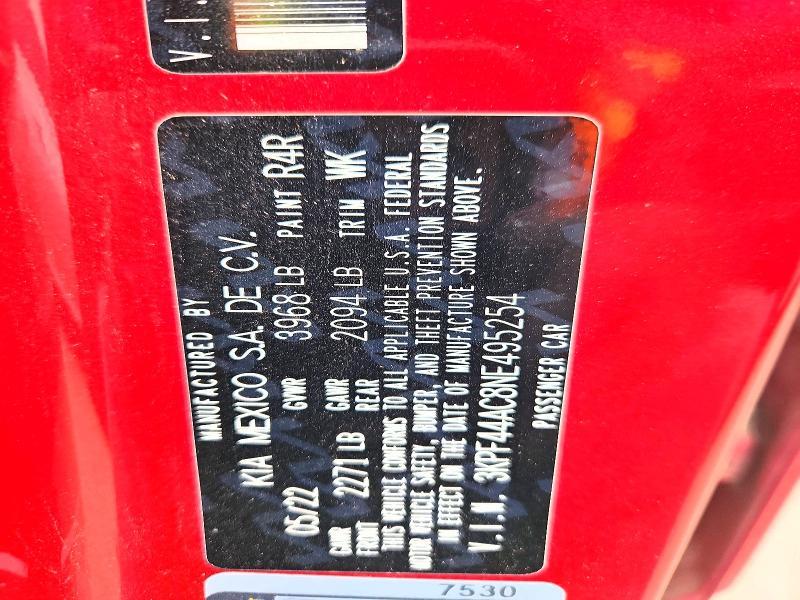 V.I.
MANUFACTURED BY
KIA MEXICO S.A. DE C.V.
05/22 GVWR 3968 LB PAINT R4R
GAWR FRONT 2271 LB GAWR REAR 2094 LB TRIM WK
THIS VEHICLE CONFORMS TO ALL APPLICABLE U.S.A. FEDERAL
MOTOR VEHICLE SAFETY, BUMPER, AND THEFT PREVENTION STANDARDS
IN EFFECT ON THE DATE OF MANUFACTURE SHOWN ABOVE.
V.I.N. 3KPF44AC8NE495254
PASSENGER CAR
7530